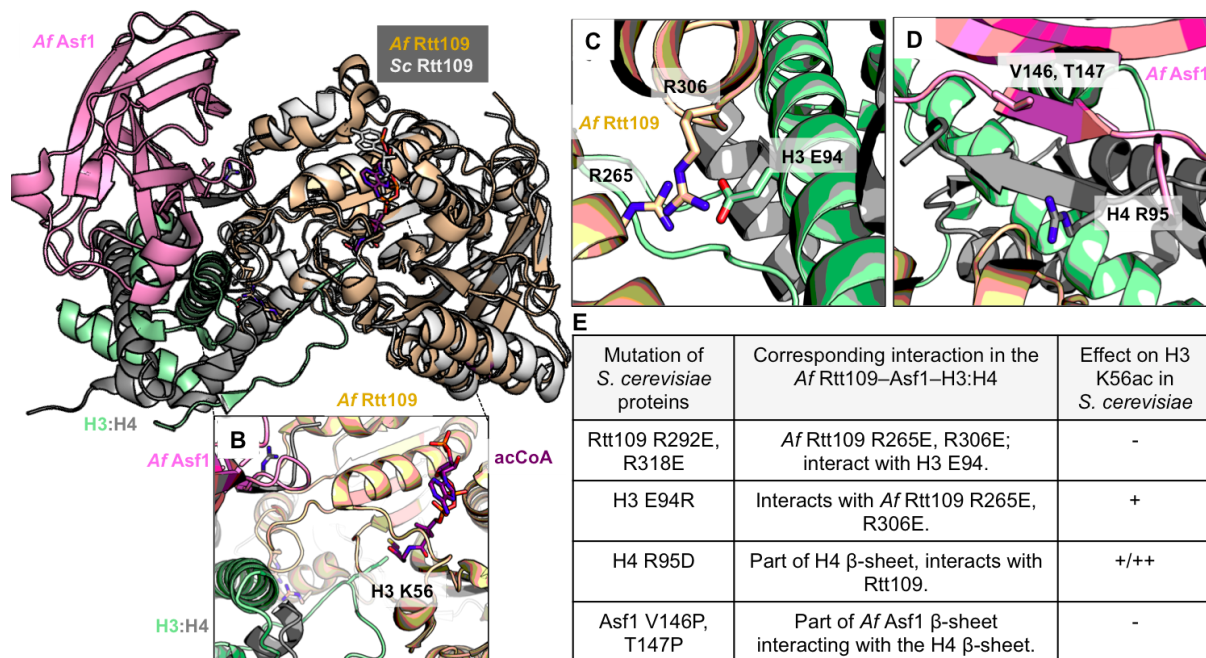 Af Asf1
Af Rtt109
Sc Rtt109
H3:H4
Af Rtt109
B
Af Asf1
acCoA
H3 K56
H3:H4
C
R306
Af Rtt109
H3 E94
R265
D
V146, T147
Af Asf1
H4 R95
E
Mutation of
S. cerevisiae
proteins
Corresponding interaction in the
Af Rtt109–Asf1–H3:H4
Effect on H3
K56ac in
S. cerevisiae
Rtt109 R292E,
R318E
Af Rtt109 R265E, R306E;
interact with H3 E94.
-
H3 E94R
Interacts with Af Rtt109 R265E,
R306E.
+
H4 R95D
Part of H4 β-sheet, interacts with
Rtt109.
+/++
Asf1 V146P,
T147P
Part of Af Asf1 β-sheet
interacting with the H4 β-sheet.
-